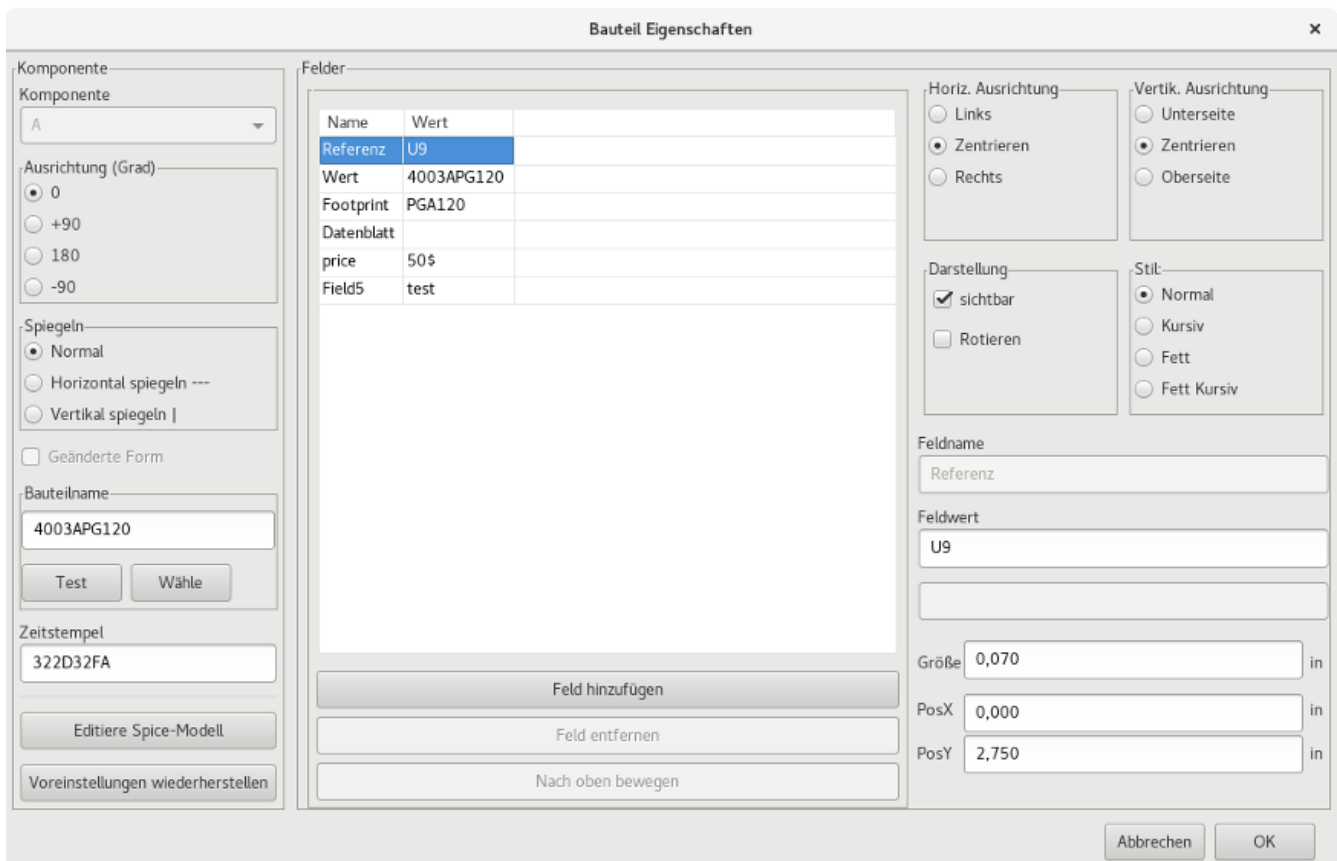 Bauteil Eigenschaften ×
Komponente
Komponente
A
Ausrichtung (Grad)
0
+90
180
-90
Spiegeln
Normal
Horizontal spiegeln ---
Vertikal spiegeln |
Geänderte Form
Bauteilname
4003APG120
Test Wähle
Zeitstempel
322D32FA
Editiere Spice-Modell
Voreinstellungen wiederherstellen
Felder
Name Wert
Referenz U9
Wert 4003APG120
Footprint PGA120
Datenblatt
price 50$
Field5 test
Feld hinzufügen
Feld entfernen
Nach oben bewegen
Horiz. Ausrichtung
Links
Zentrieren
Rechts
Vertik. Ausrichtung
Unterseite
Zentrieren
Oberseite
Darstellung
sichtbar
Rotieren
Stil:
Normal
Kursiv
Fett
Fett Kursiv
Feldname
Referenz
Feldwert
U9
Größe 0,070 in
PosX 0,000 in
PosY 2,750 in
Abbrechen OK